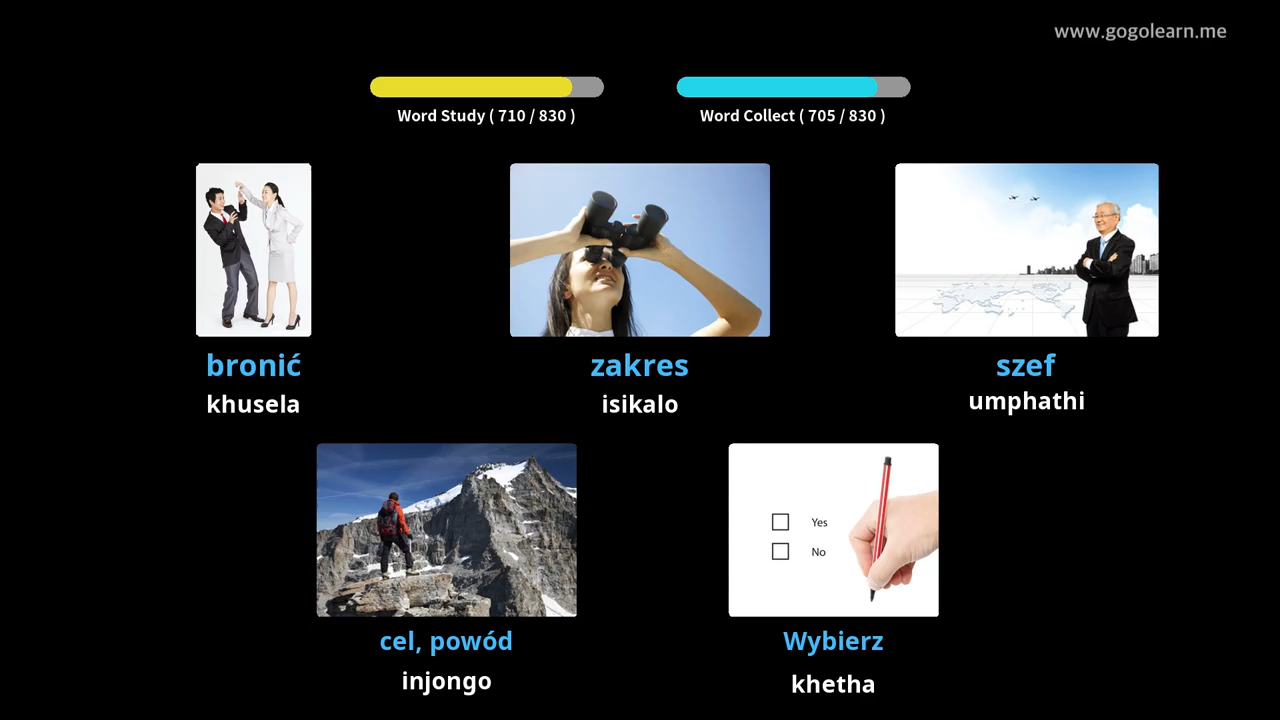 www.gogolearn.me
Word Study ( 710 / 830 )
Word Collect ( 705 / 830 )
bronić
khusela
zakres
isikalo
szef
umphathi
Yes
No
cel, powód
injongo
Wybierz
khetha